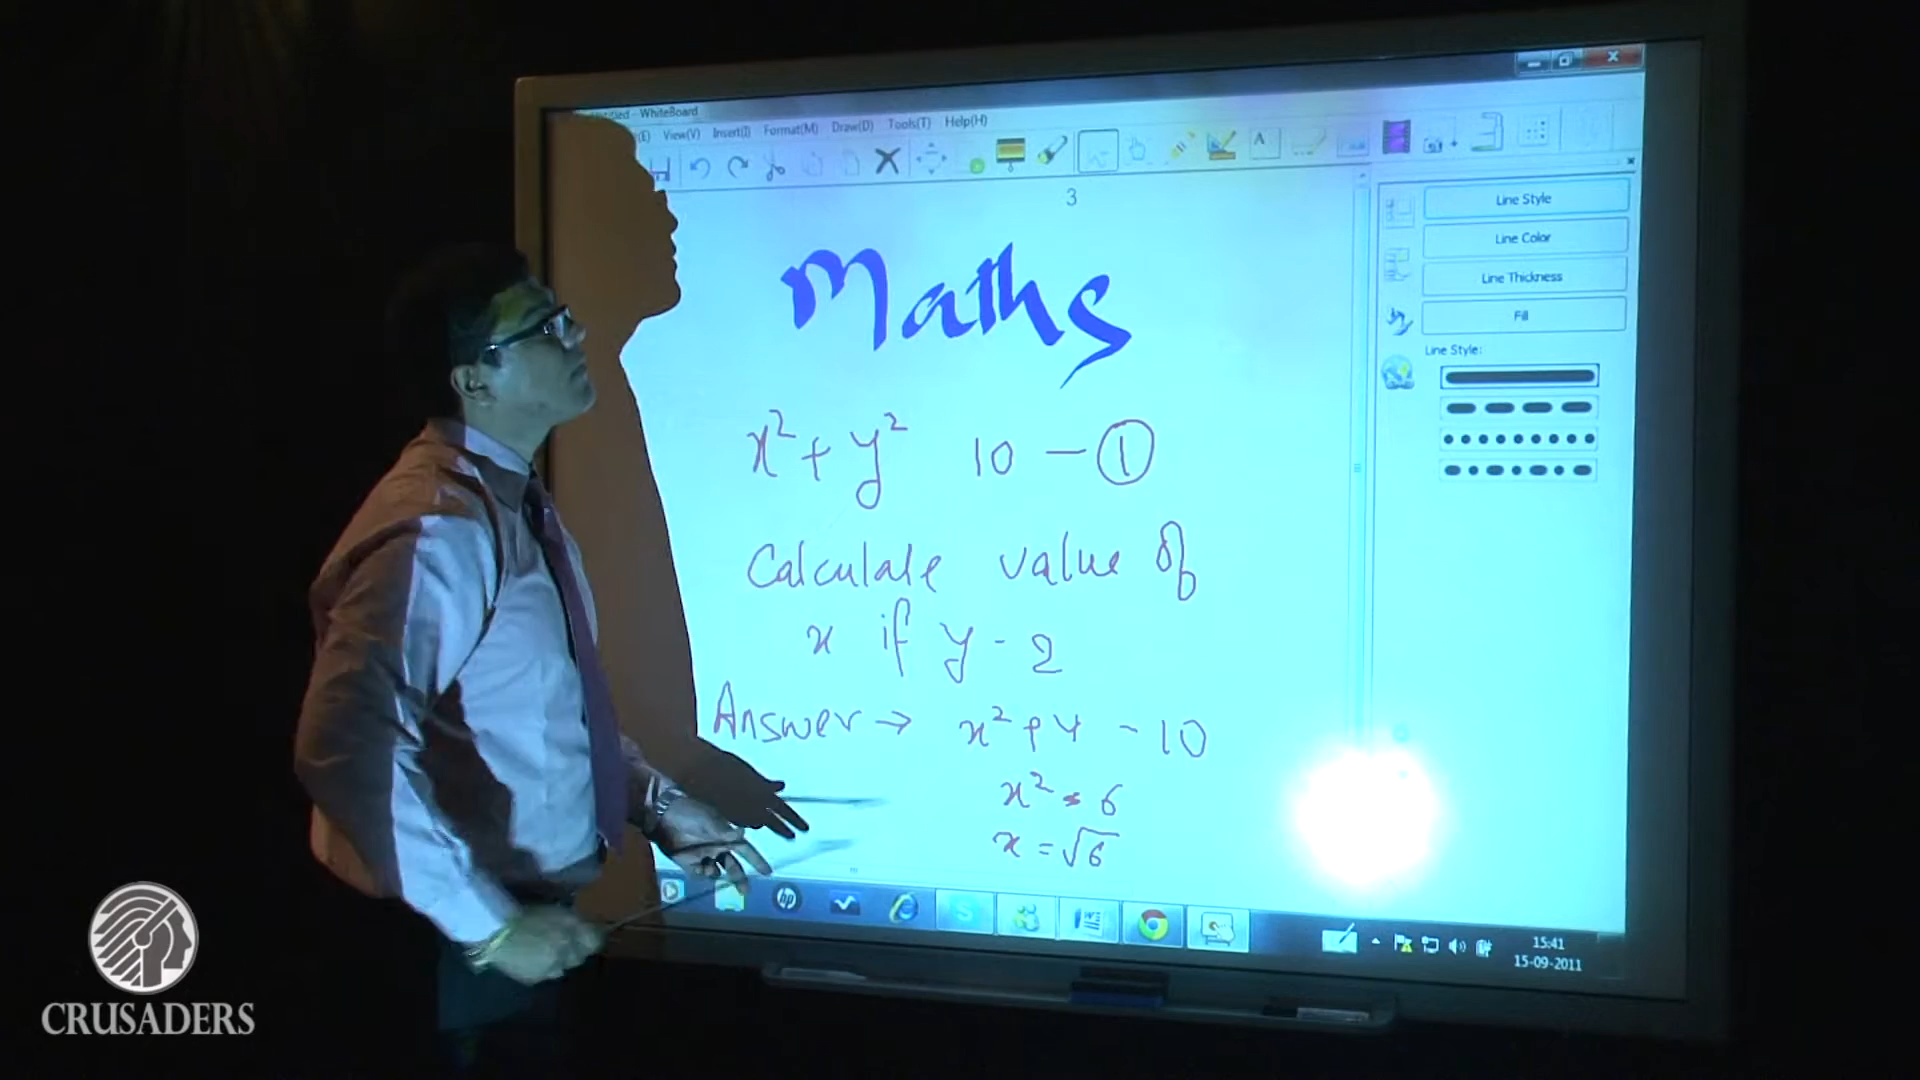 Untitled - WhiteBoard
(E) View(V) Insert(I) Format(M) Draw(D) Tools(T) Help(H)
3
Line Style
Line Color
Line Thickness
Fill
Line Style:
Maths
x² + y² 10 — ①
Calculate value of
x if y - 2
Answer → x² + 4 - 10
x² = 6
x = √6
15:41
15-09-2011
CRUSADERS